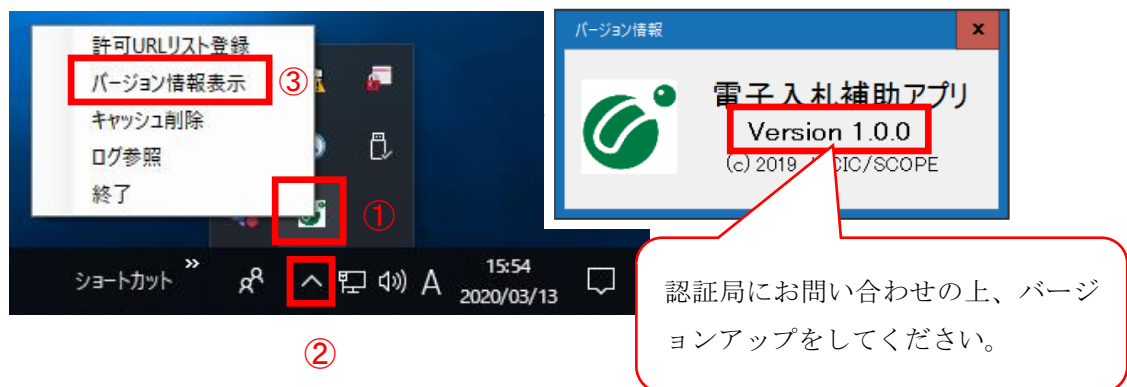 許可URLリスト登録
バージョン情報表示
③
キャッシュ削除
ログ参照
終了
①
ショートカット
»
A
15:54
2020/03/13
②
バージョン情報
x
電子入札補助アプリ
Version 1.0.0
(c) 2019 CIC/SCOPE
認証局にお問い合わせの上、バージ
ョンアップをしてください。